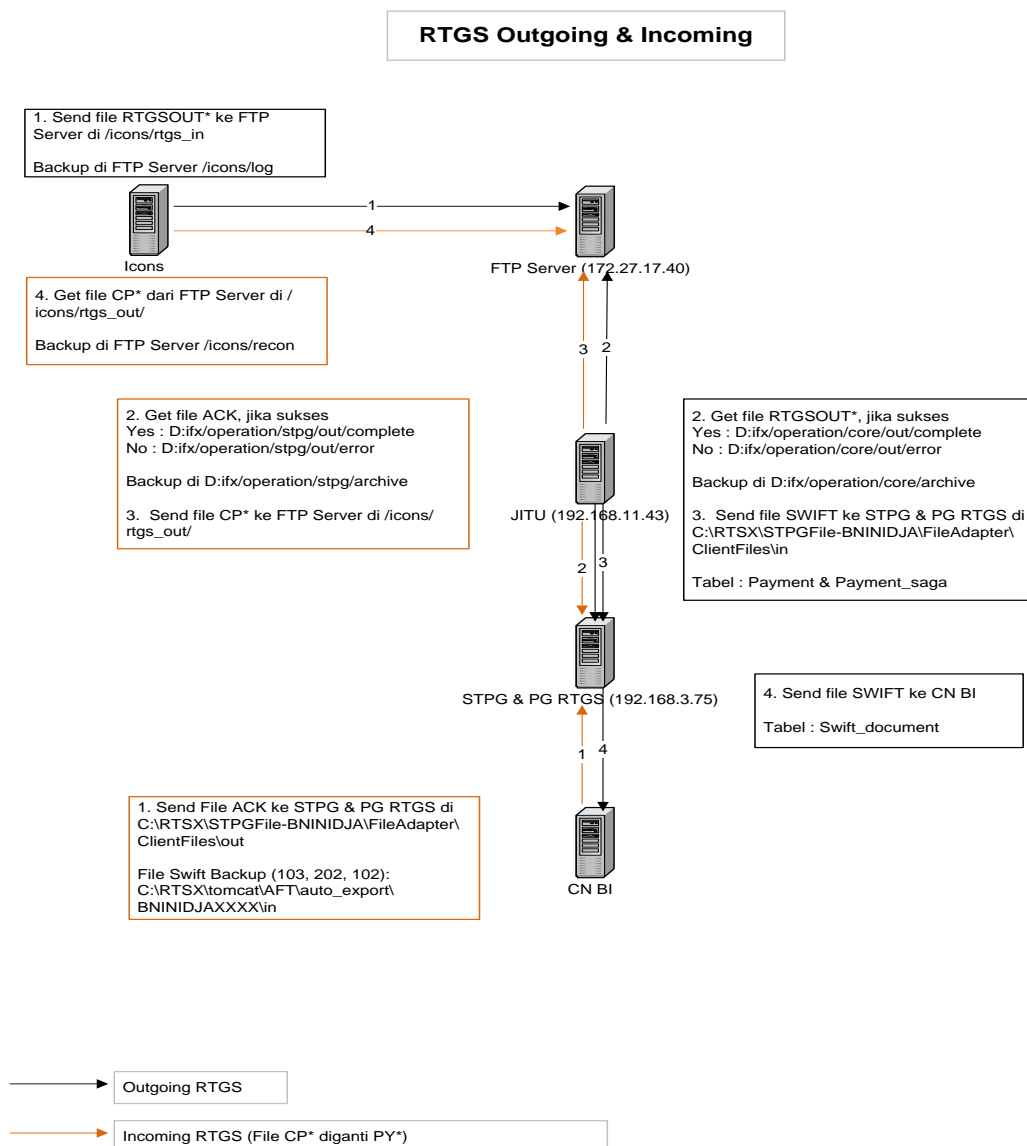 RTGS Outgoing & Incoming
1. Send file RTGSOUT* ke FTP
Server di /icons/rtgs_in
Backup di FTP Server /icons/log
1
4
Icons
FTP Server (172.27.17.40)
4. Get file CP* dari FTP Server di /
icons/rtgs_out/
Backup di FTP Server /icons/recon
3
2
2. Get file ACK, jika sukses
Yes : D:ifx/operation/stpg/out/complete
No : D:ifx/operation/stpg/out/error
Backup di D:ifx/operation/stpg/archive
3. Send file CP* ke FTP Server di /icons/
rtgs_out/
2. Get file RTGSOUT*, jika sukses
Yes : D:ifx/operation/core/out/complete
No : D:ifx/operation/core/out/error
Backup di D:ifx/operation/core/archive
3. Send file SWIFT ke STPG & PG RTGS di
C:\RTSX\STPGFile-BNINIDJA\FileAdapter\
ClientFiles\in
Tabel : Payment & Payment_saga
JITU (192.168.11.43)
2
3
STPG & PG RTGS (192.168.3.75)
4. Send file SWIFT ke CN BI
Tabel : Swift_document
1
4
1. Send File ACK ke STPG & PG RTGS di
C:\RTSX\STPGFile-BNINIDJA\FileAdapter\
ClientFiles\out
File Swift Backup (103, 202, 102):
C:\RTSX\tomcat\AFT\auto_export\
BNINIDJAXXXX\in
CN BI
Outgoing RTGS
Incoming RTGS (File CP* diganti PY*)